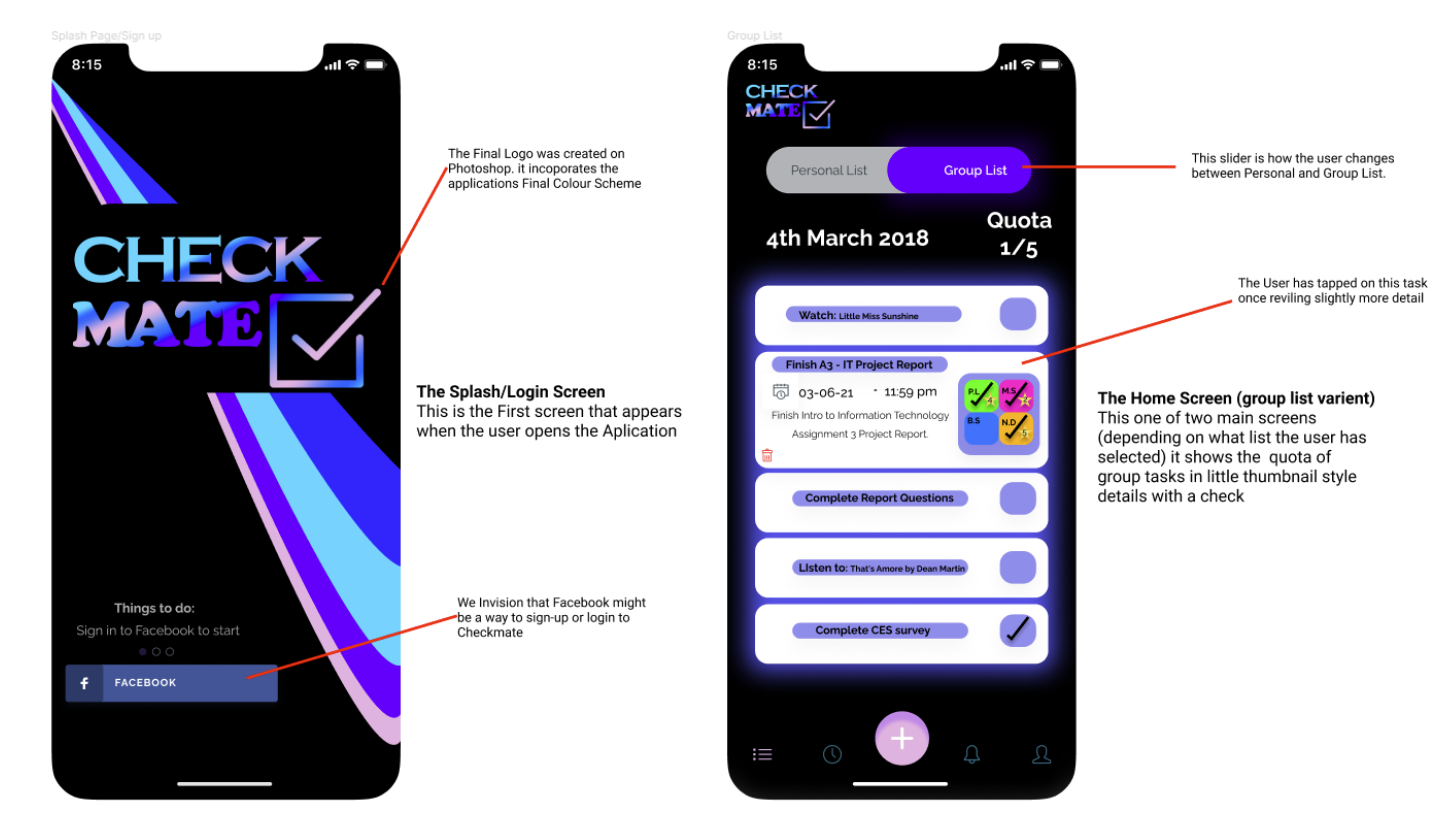 Splash Page/Sign up
8:15
CHECK
MATE
Things to do:
Sign in to Facebook to start
f FACEBOOK
The Final Logo was created on
Photoshop. it incoporates the
applications Final Colour Scheme
The Splash/Login Screen
This is the First screen that appears
when the user opens the Aplication
We Invision that Facebook might
be a way to sign-up or login to
Checkmate
Group List
8:15
CHECK
MATE
Personal List Group List
4th March 2018
Quota
1/5
Watch: Little Miss Sunshine
Finish A3 - IT Project Report
03-06-21 - 11:59 pm
Finish Intro to Information Technology
Assignment 3 Project Report.
P.L 4 M.S
B.S N.D 5
Complete Report Questions
LIsten to: That's Amore by Dean Martin
Complete CES survey
This slider is how the user changes
between Personal and Group List.
The User has tapped on this task
once reviling slightly more detail
The Home Screen (group list varient)
This one of two main screens
(depending on what list the user has
selected) it shows the quota of
group tasks in little thumbnail style
details with a check